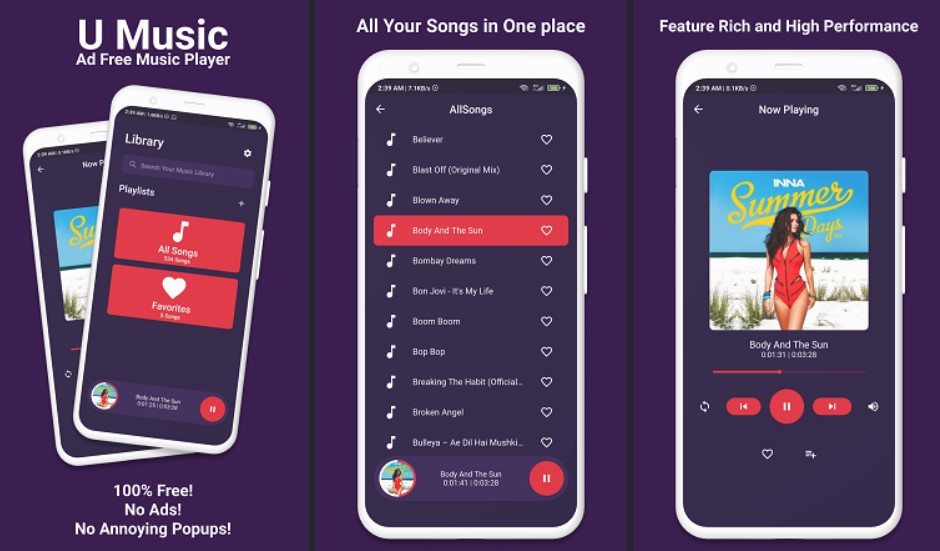 U Music
Ad Free Music Player
2:39 AM
Now P
2:39 AM | 1.6KB/s
Library
Search Your Music Library
Playlists
All Songs
534 Songs
Favorites
5 Songs
Body And The Sun
0:01:25 | 0:03:28
100% Free!
No Ads!
No Annoying Popups!
All Your Songs in One place
2:39 AM | 7.1KB/s
AllSongs
Believer
Blast Off (Original Mix)
Blown Away
Body And The Sun
Bombay Dreams
Bon Jovi - It's My Life
Boom Boom
Bop Bop
Breaking The Habit (Official...
Broken Angel
Bulleya – Ae Dil Hai Mushki...
Body And The Sun
0:01:41 | 0:03:28
Feature Rich and High Performance
2:39 AM | 8.1KB/s
Now Playing
INNA
Summer
Days.
Body And The Sun
0:01:31 | 0:03:28